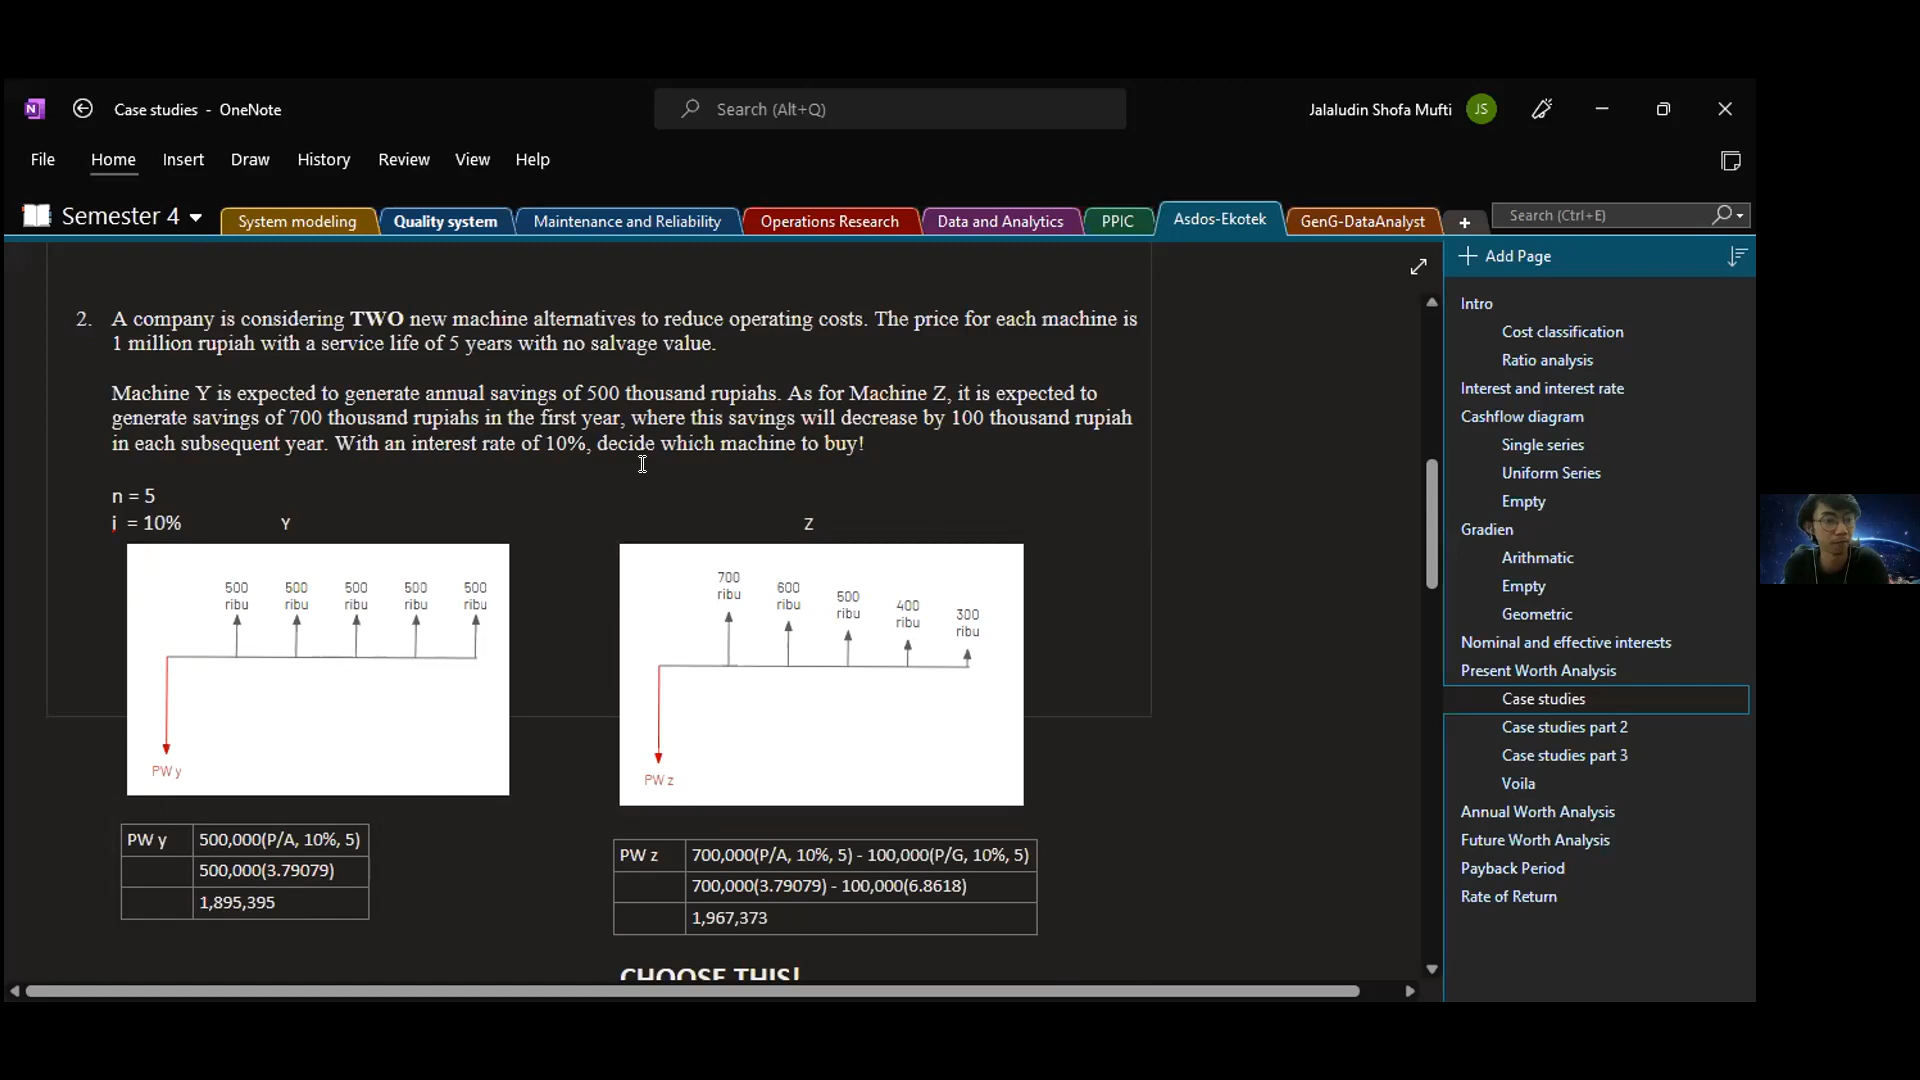 Case studies - OneNote
Search (Alt+Q)
Jalaludin Shofa Mufti
JS
File Home Insert Draw History Review View Help
Semester 4
System modeling
Quality system
Maintenance and Reliability
Operations Research
Data and Analytics
PPIC
Asdos-Ekotek
GenG-DataAnalyst
+
Search (Ctrl+E)
2. A company is considering TWO new machine alternatives to reduce operating costs. The price for each machine is
1 million rupiah with a service life of 5 years with no salvage value.
Machine Y is expected to generate annual savings of 500 thousand rupiahs. As for Machine Z, it is expected to
generate savings of 700 thousand rupiahs in the first year, where this savings will decrease by 100 thousand rupiah
in each subsequent year. With an interest rate of 10%, decide which machine to buy!
n = 5
i = 10%
Y
500 ribu
500 ribu
500 ribu
500 ribu
500 ribu
PW y
PW y 500,000(P/A, 10%, 5)
500,000(3.79079)
1,895,395
Z
700 ribu
600 ribu
500 ribu
400 ribu
300 ribu
PW z
PW z 700,000(P/A, 10%, 5) - 100,000(P/G, 10%, 5)
700,000(3.79079) - 100,000(6.8618)
1,967,373
CHOOSE THIS!
Add Page
Intro
Cost classification
Ratio analysis
Interest and interest rate
Cashflow diagram
Single series
Uniform Series
Empty
Gradien
Arithmatic
Empty
Geometric
Nominal and effective interests
Present Worth Analysis
Case studies
Case studies part 2
Case studies part 3
Voila
Annual Worth Analysis
Future Worth Analysis
Payback Period
Rate of Return